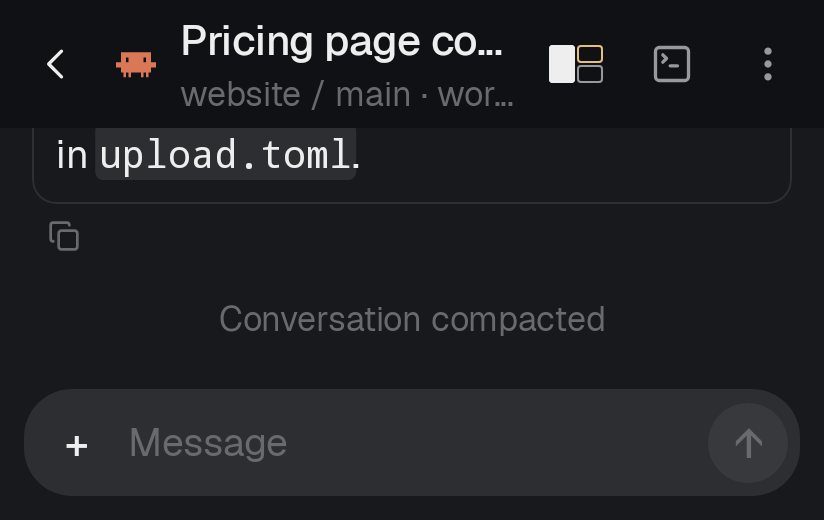 Pricing page co...
website / main · wor...
in upload.toml.
Conversation compacted
Message